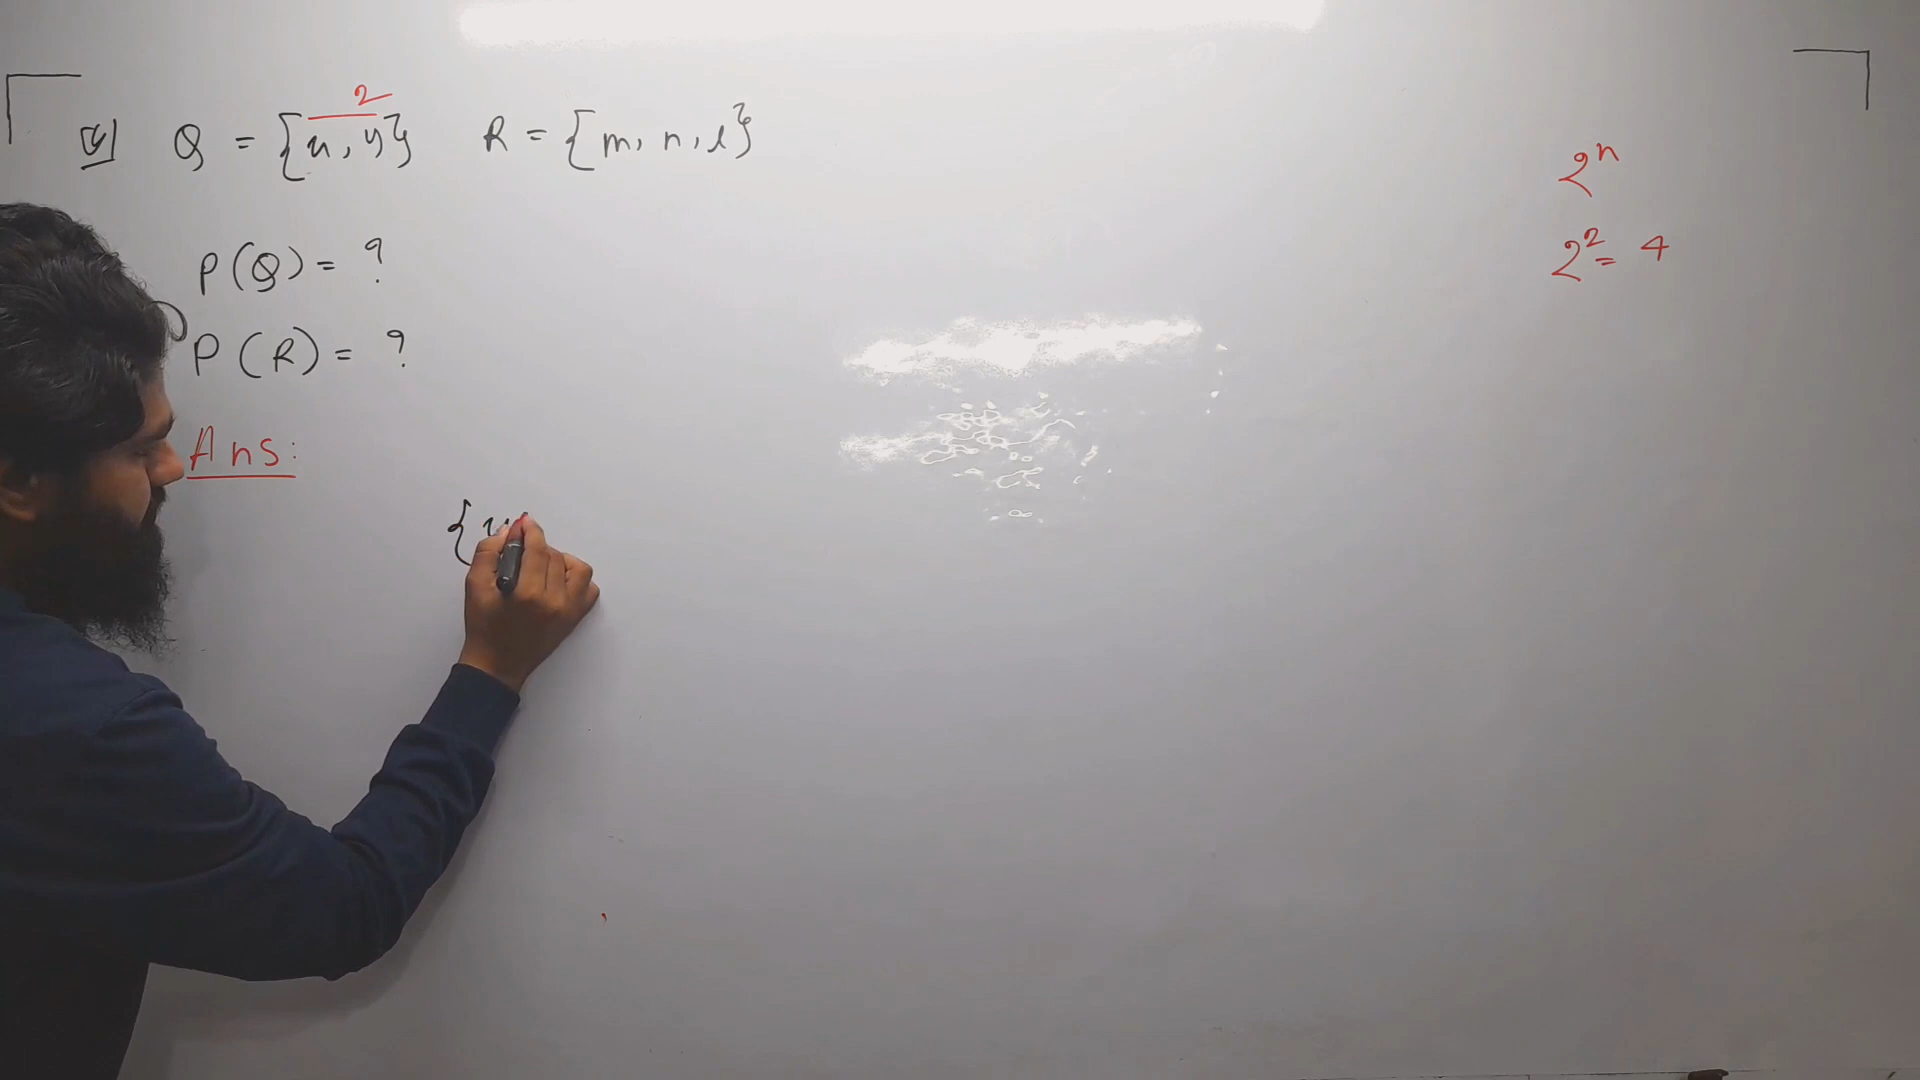 Q = {x, y} R = {m, n, l}
2
P(Q) = ?
P(R) = ?
Ans:
{x
2ⁿ
2² = 4